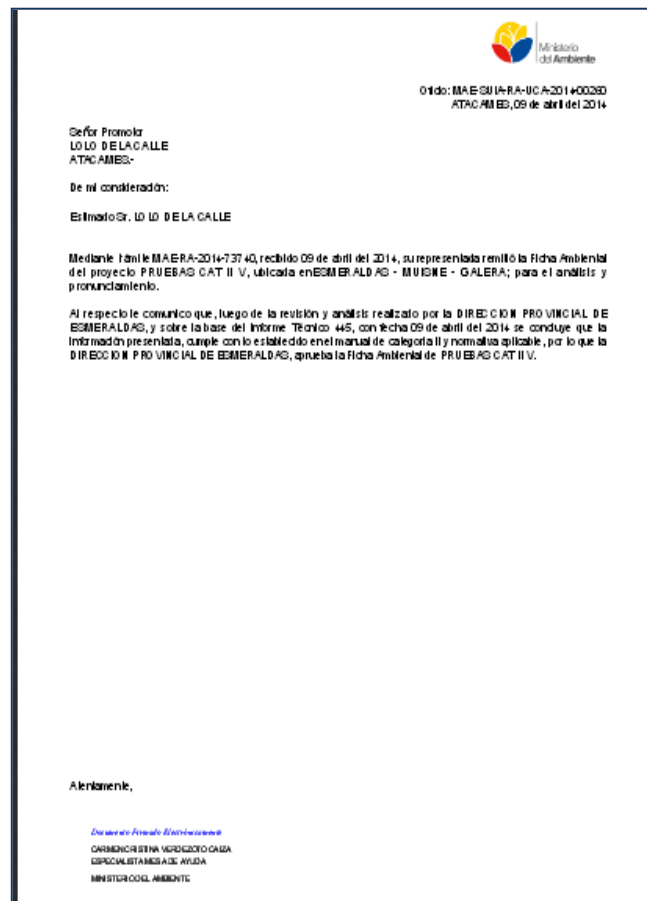 Ministerio
del Ambiente
Oficio: MAE-SUIA-RA-UCA-2014-00260
ATACAMES, 09 de abril del 2014
Señor Promotor
LOLO DE LA CALLE
ATACAMES.-
De mi consideración:
Estimado Sr. LOLO DE LA CALLE
Mediante trámite MAE-RA-2014-73740, recibido 09 de abril del 2014, su representada remitió la Ficha Ambiental
del proyecto PRUEBAS CAT II V, ubicada en ESMERALDAS - MUISNE - GALERA; para el análisis y
pronunciamiento.
Al respecto le comunico que, luego de la revisión y análisis realizado por la DIRECCION PROVINCIAL DE
ESMERALDAS, y sobre la base del Informe Técnico 445, con fecha 09 de abril del 2014 se concluye que la
información presentada, cumple con lo establecido en el manual de categoría II y normativa aplicable, por lo que la
DIRECCION PROVINCIAL DE ESMERALDAS, aprueba la Ficha Ambiental de PRUEBAS CAT II V.
Atentamente,
Documento Firmado Electrónicamente
CARMEN CRISTINA VERDEZOTO CAIZA
ESPECIALISTA MESA DE AYUDA
MINISTERIO DEL AMBIENTE